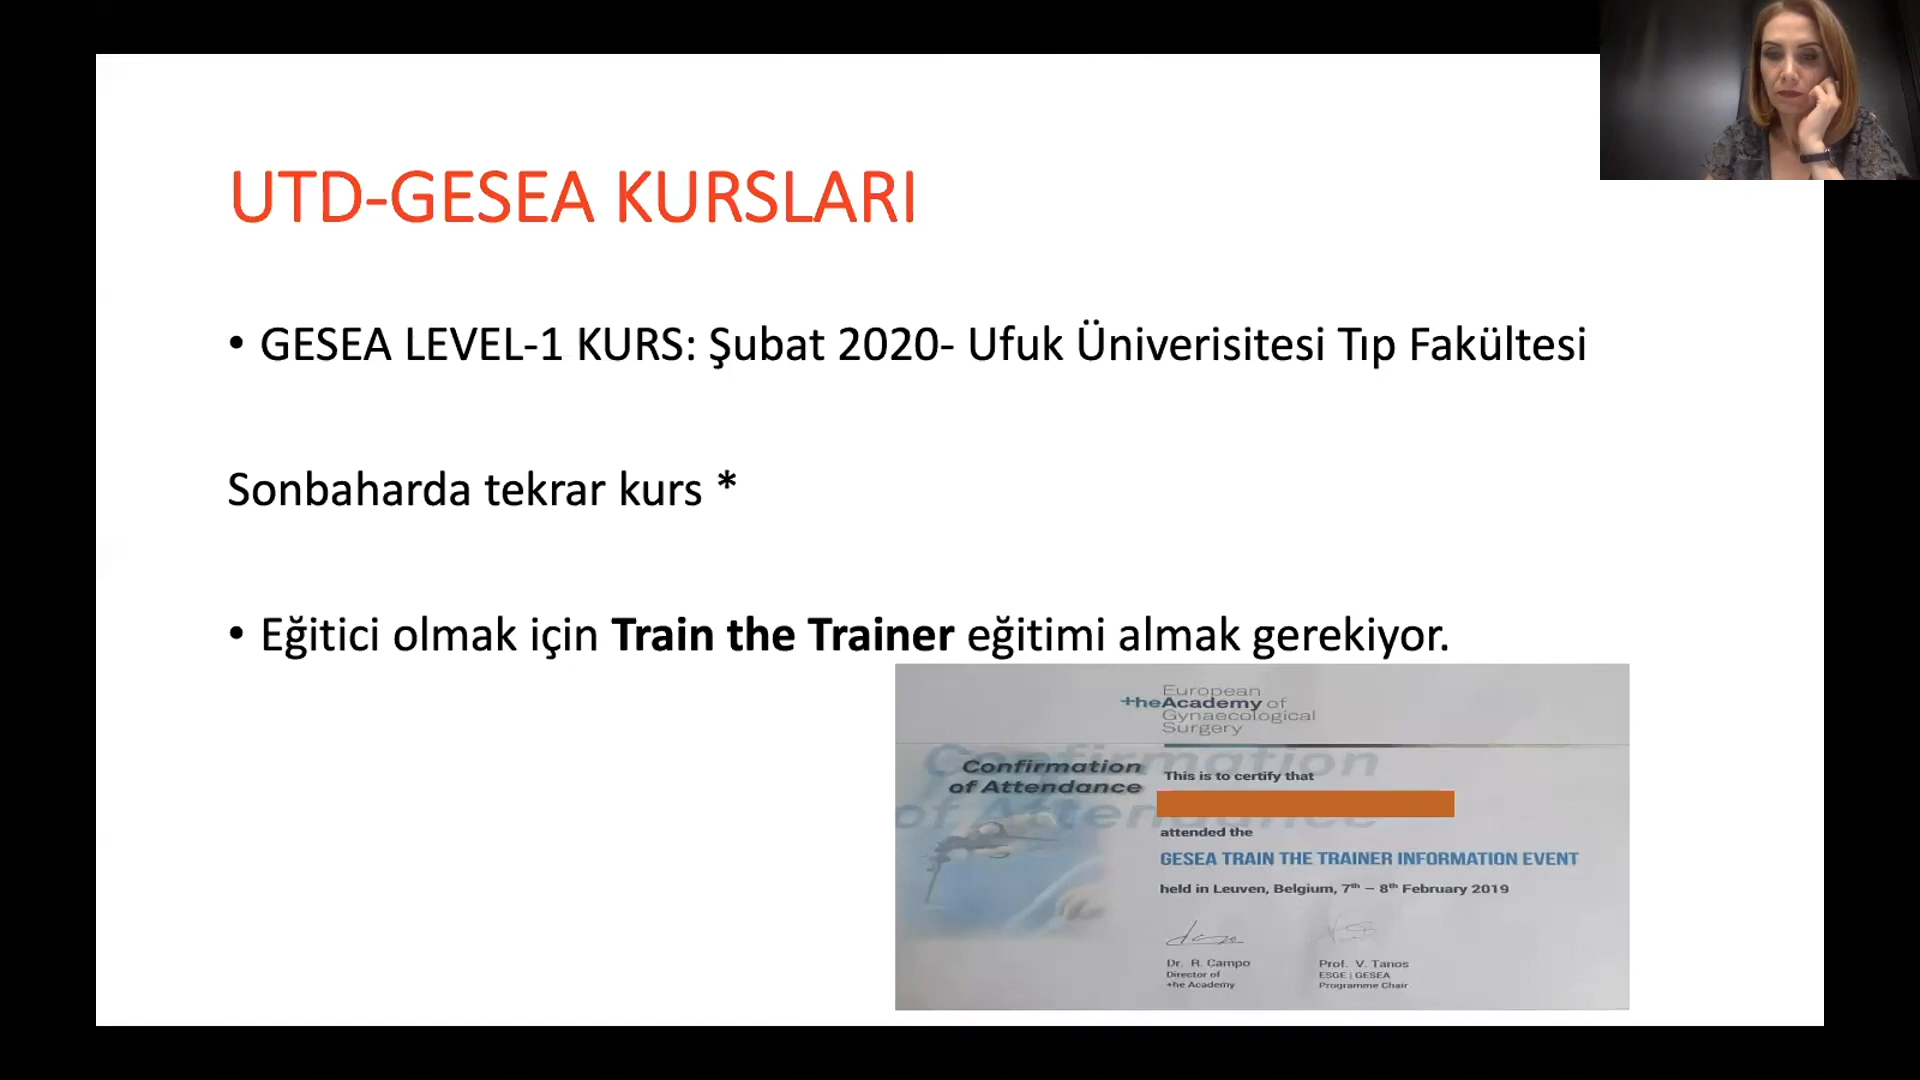 UTD-GESEA KURSLARI
• GESEA LEVEL-1 KURS: Şubat 2020- Ufuk Üniverisitesi Tıp Fakültesi
Sonbaharda tekrar kurs *
• Eğitici olmak için Train the Trainer eğitimi almak gerekiyor.
European
+heAcademy of
Gynaecological
Surgery
Confirmation
of Attendance
Confirmation
of Attendance
This is to certify that
attended the
GESEA TRAIN THE TRAINER INFORMATION EVENT
held in Leuven, Belgium, 7th – 8th February 2019
Dr. R. Campo
Director of
+he Academy
Prof. V. Tanos
ESGE | GESEA
Programme Chair